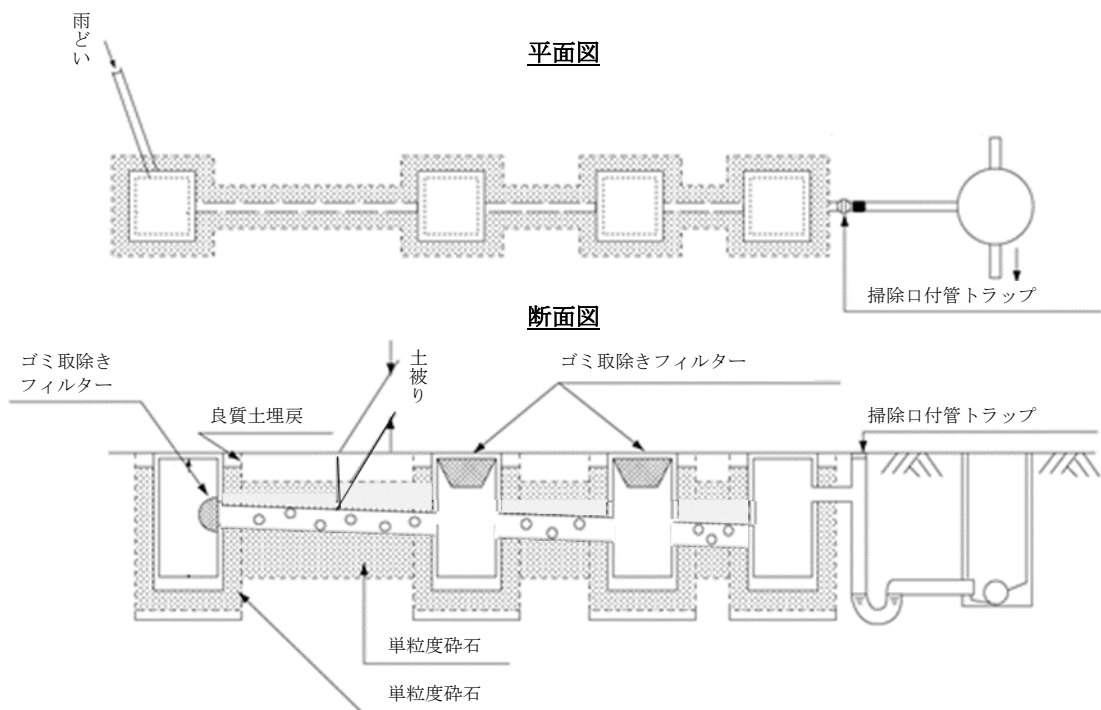 雨どい
平面図
掃除口付管トラップ
断面図
ゴミ取除き
フィルター
土被り
ゴミ取除きフィルター
良質土埋戻
掃除口付管トラップ
単粒度砕石
単粒度砕石